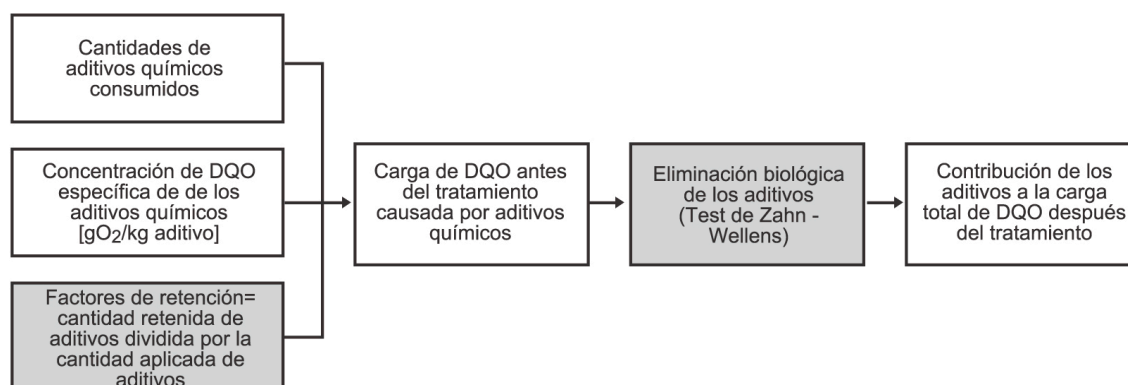 Cantidades de
aditivos químicos
consumidos
Concentración de DQO
específica de de los
aditivos químicos
[gO2/kg aditivo]
Factores de retención=
cantidad retenida de
aditivos dividida por la
cantidad aplicada de
aditivos
Carga de DQO antes
del tratamiento
causada por aditivos
químicos
Eliminación biológica
de los aditivos
(Test de Zahn -
Wellens)
Contribución de los
aditivos a la carga
total de DQO después
del tratamiento